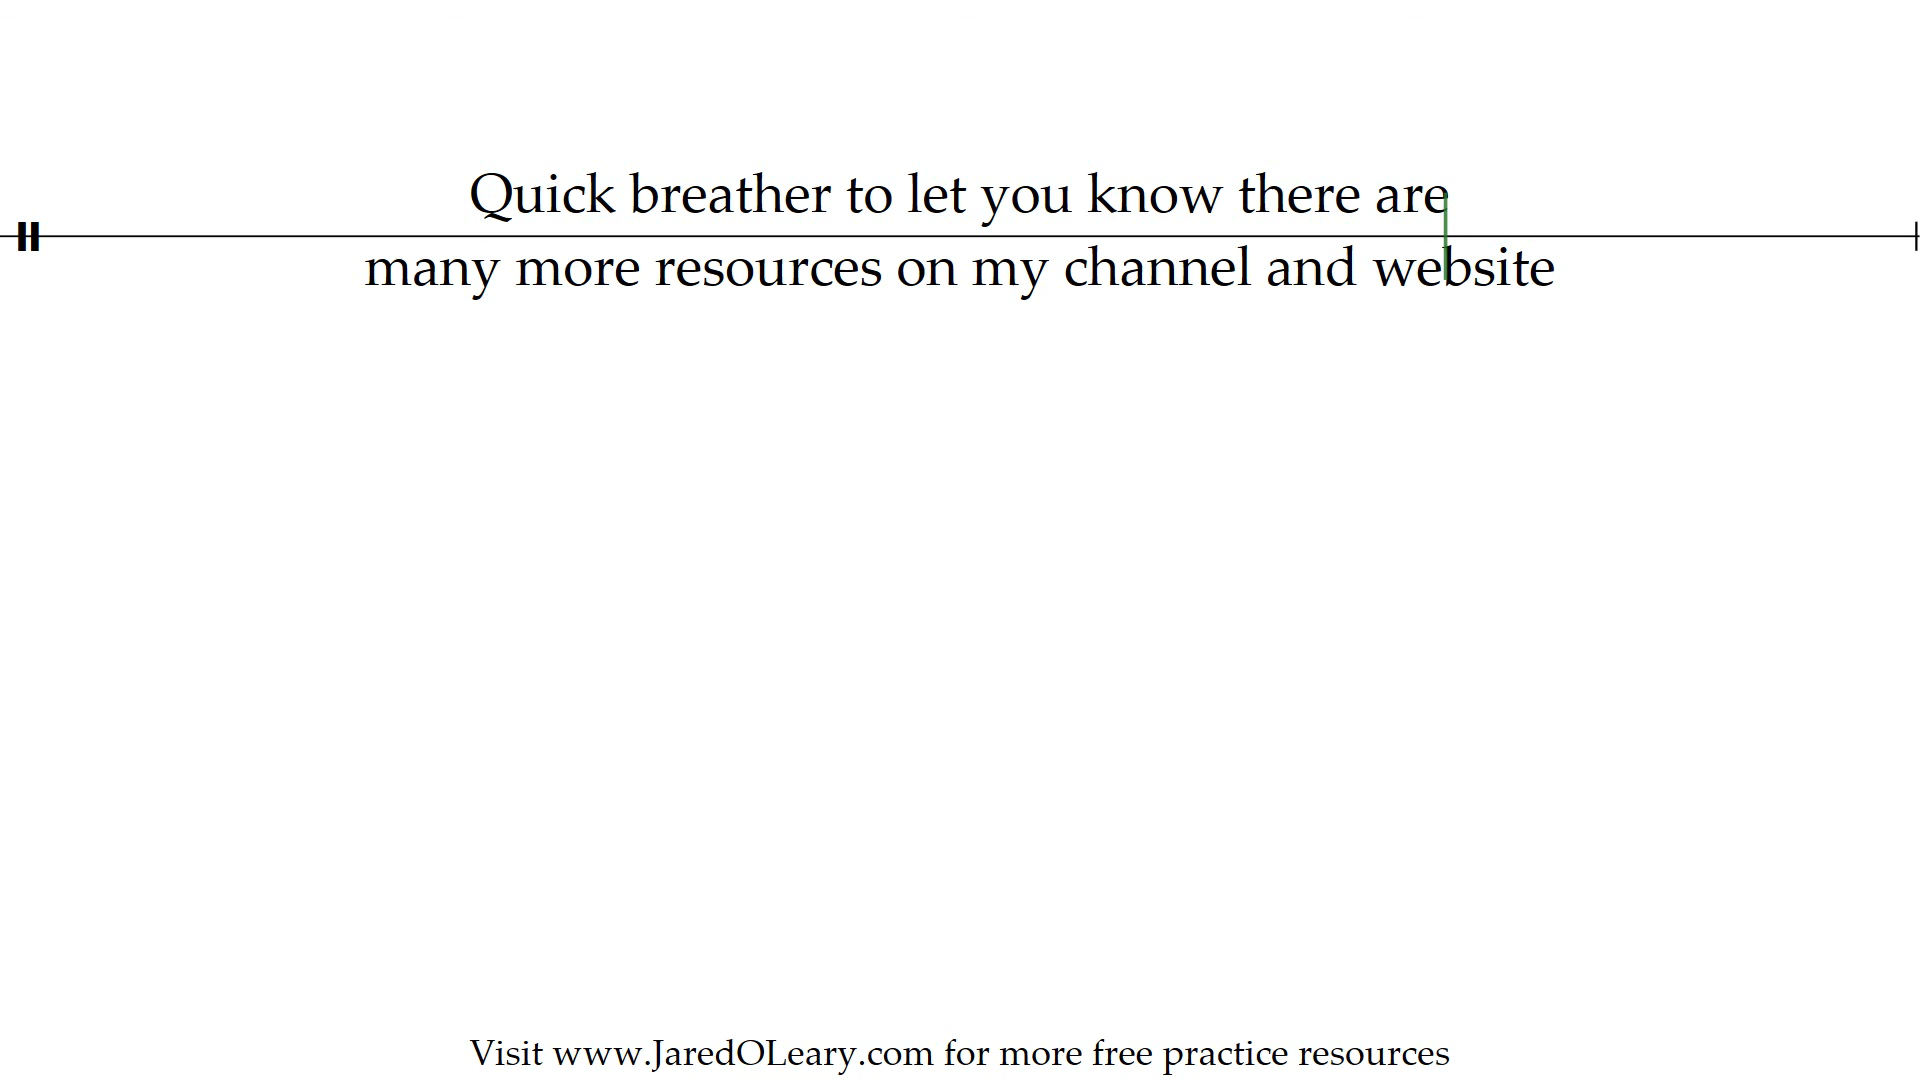 Quick breather to let you know there are
many more resources on my channel and website
Visit www.JaredOLeary.com for more free practice resources